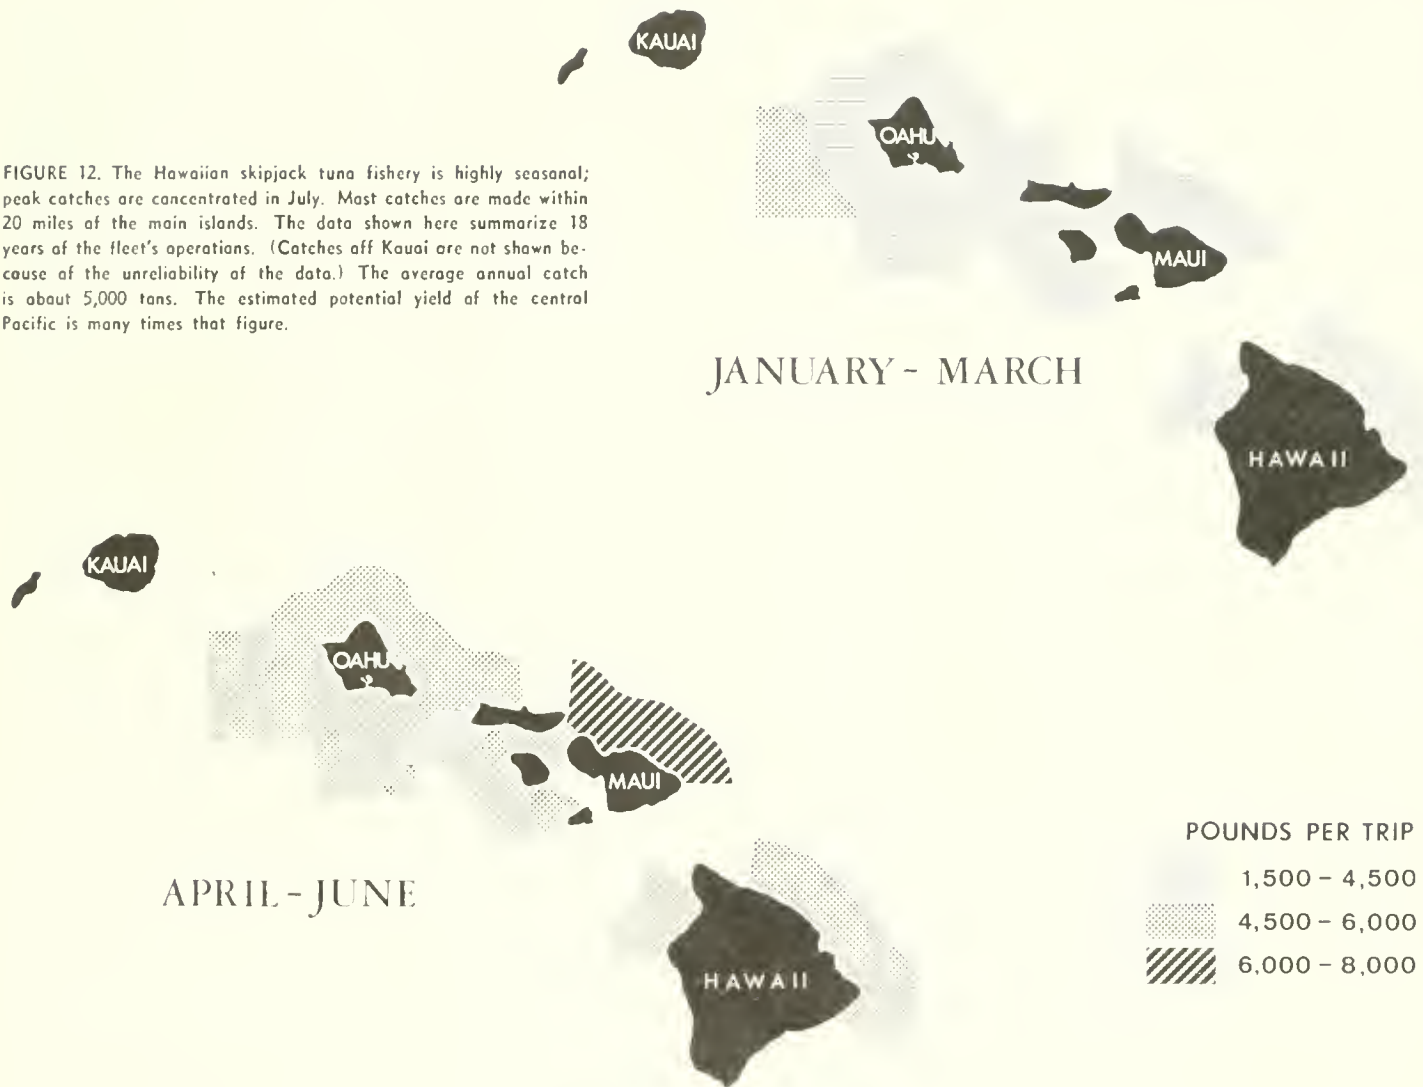 KAUAI
OAHU
MAUI
HAWAII
FIGURE 12. The Hawaiian skipjack tuna fishery is highly seasonal;
peak catches are concentrated in July. Most catches are made within
20 miles of the main islands. The data shown here summarize 18
years of the fleet's operations. (Catches off Kauai are not shown be-
cause of the unreliability of the data.) The average annual catch
is about 5,000 tons. The estimated potential yield of the central
Pacific is many times that figure.
JANUARY - MARCH
KAUAI
OAHU
MAUI
HAWAII
APRIL - JUNE
POUNDS PER TRIP
1,500 - 4,500
4,500 - 6,000
6,000 - 8,000